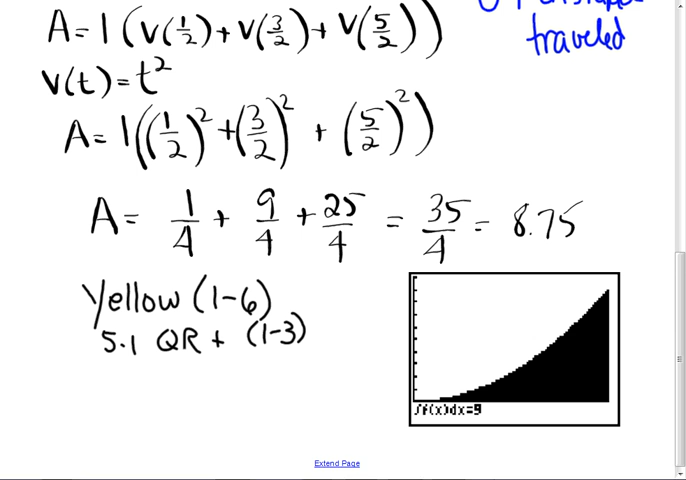 A = 1 ( v(1/2) + v(3/2) + v(5/2) )
traveled
v(t) = t²
A = 1( (1/2)² + (3/2)² + (5/2)² )
A = 1/4 + 9/4 + 25/4 = 35/4 = 8.75
Yellow (1-6)
5.1 QR + (1-3)
∫f(x)dx=9
Extend Page